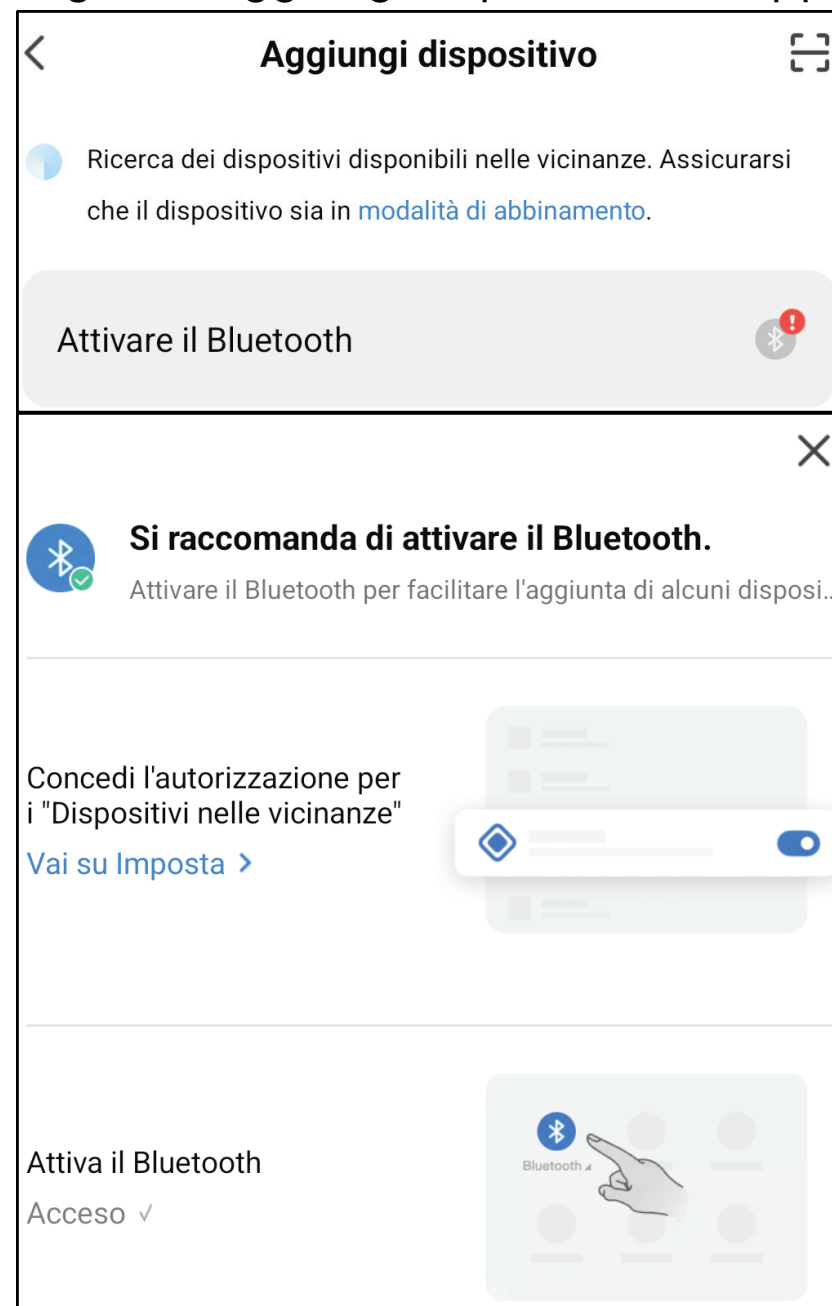 Aggiungi dispositivo
Ricerca dei dispositivi disponibili nelle vicinanze. Assicurarsi
che il dispositivo sia in modalità di abbinamento.
Attivare il Bluetooth
Si raccomanda di attivare il Bluetooth.
Attivare il Bluetooth per facilitare l'aggiunta di alcuni disposi...
Concedi l'autorizzazione per
i "Dispositivi nelle vicinanze"
Vai su Imposta >
Bluetooth
Attiva il Bluetooth
Acceso √